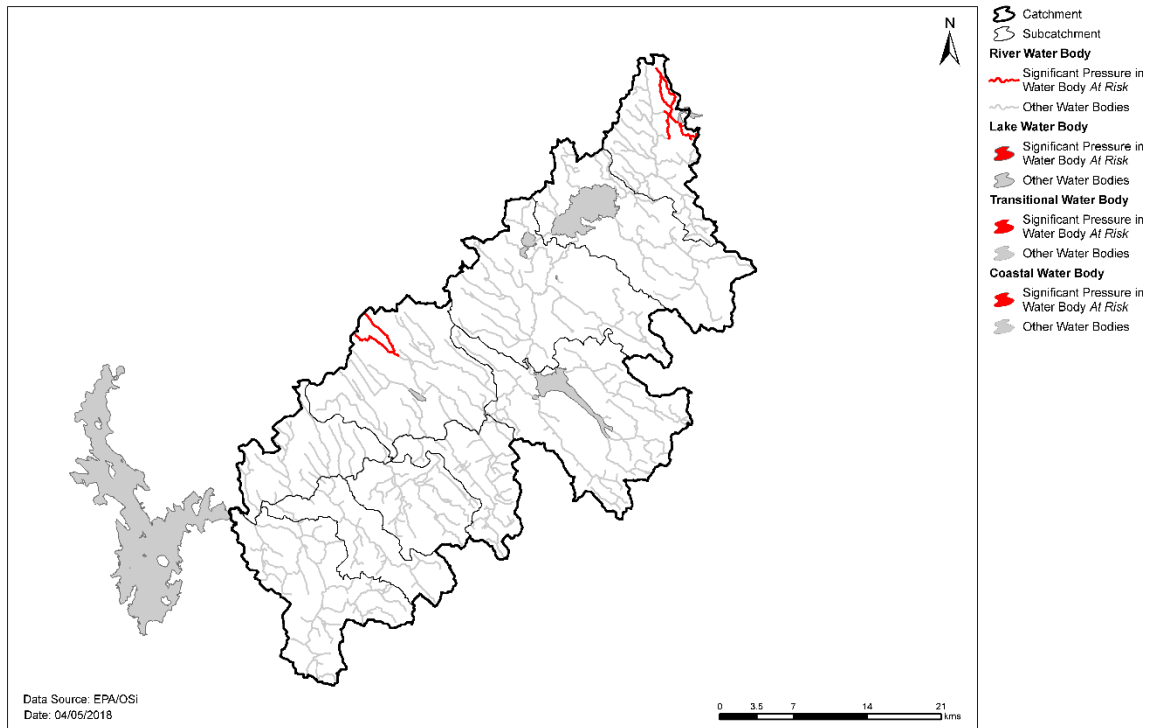 N
Catchment
Subcatchment
River Water Body
Significant Pressure in
Water Body At Risk
Other Water Bodies
Lake Water Body
Significant Pressure in
Water Body At Risk
Other Water Bodies
Transitional Water Body
Significant Pressure in
Water Body At Risk
Other Water Bodies
Coastal Water Body
Significant Pressure in
Water Body At Risk
Other Water Bodies
Data Source: EPA/OSi
Date: 04/05/2018
0 3.5 7 14 21
kms